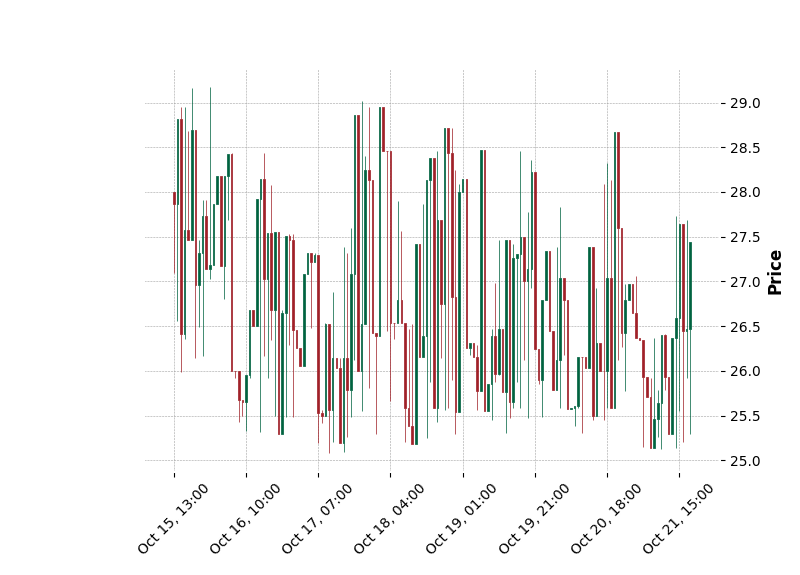 29.0
28.5
28.0
27.5
27.0
26.5
26.0
25.5
25.0
Price
Oct 15, 13:00
Oct 16, 10:00
Oct 17, 07:00
Oct 18, 04:00
Oct 19, 01:00
Oct 19, 21:00
Oct 20, 18:00
Oct 21, 15:00